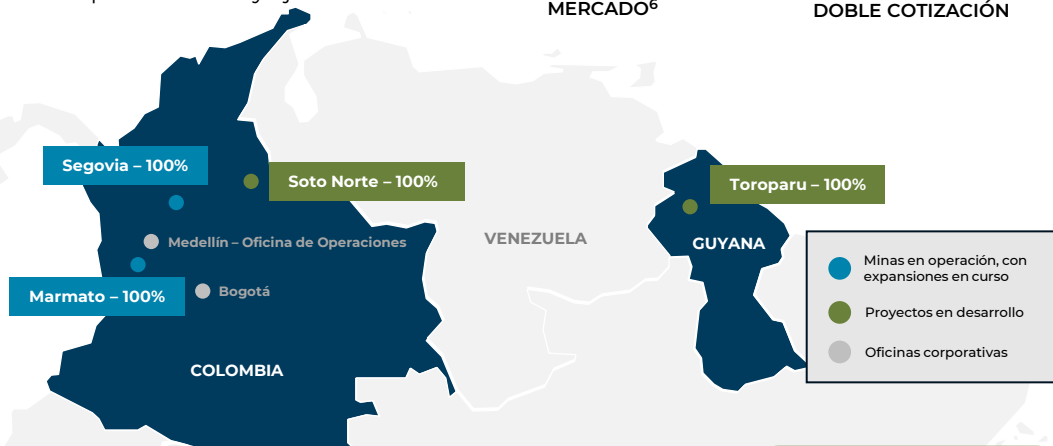 MERCADO⁶
DOBLE COTIZACIÓN
Segovia – 100%
Soto Norte – 100%
Toroparu – 100%
Medellín – Oficina de Operaciones
VENEZUELA
GUYANA
Minas en operación, con
expansiones en curso
Marmato – 100%
Bogotá
Proyectos en desarrollo
Oficinas corporativas
COLOMBIA